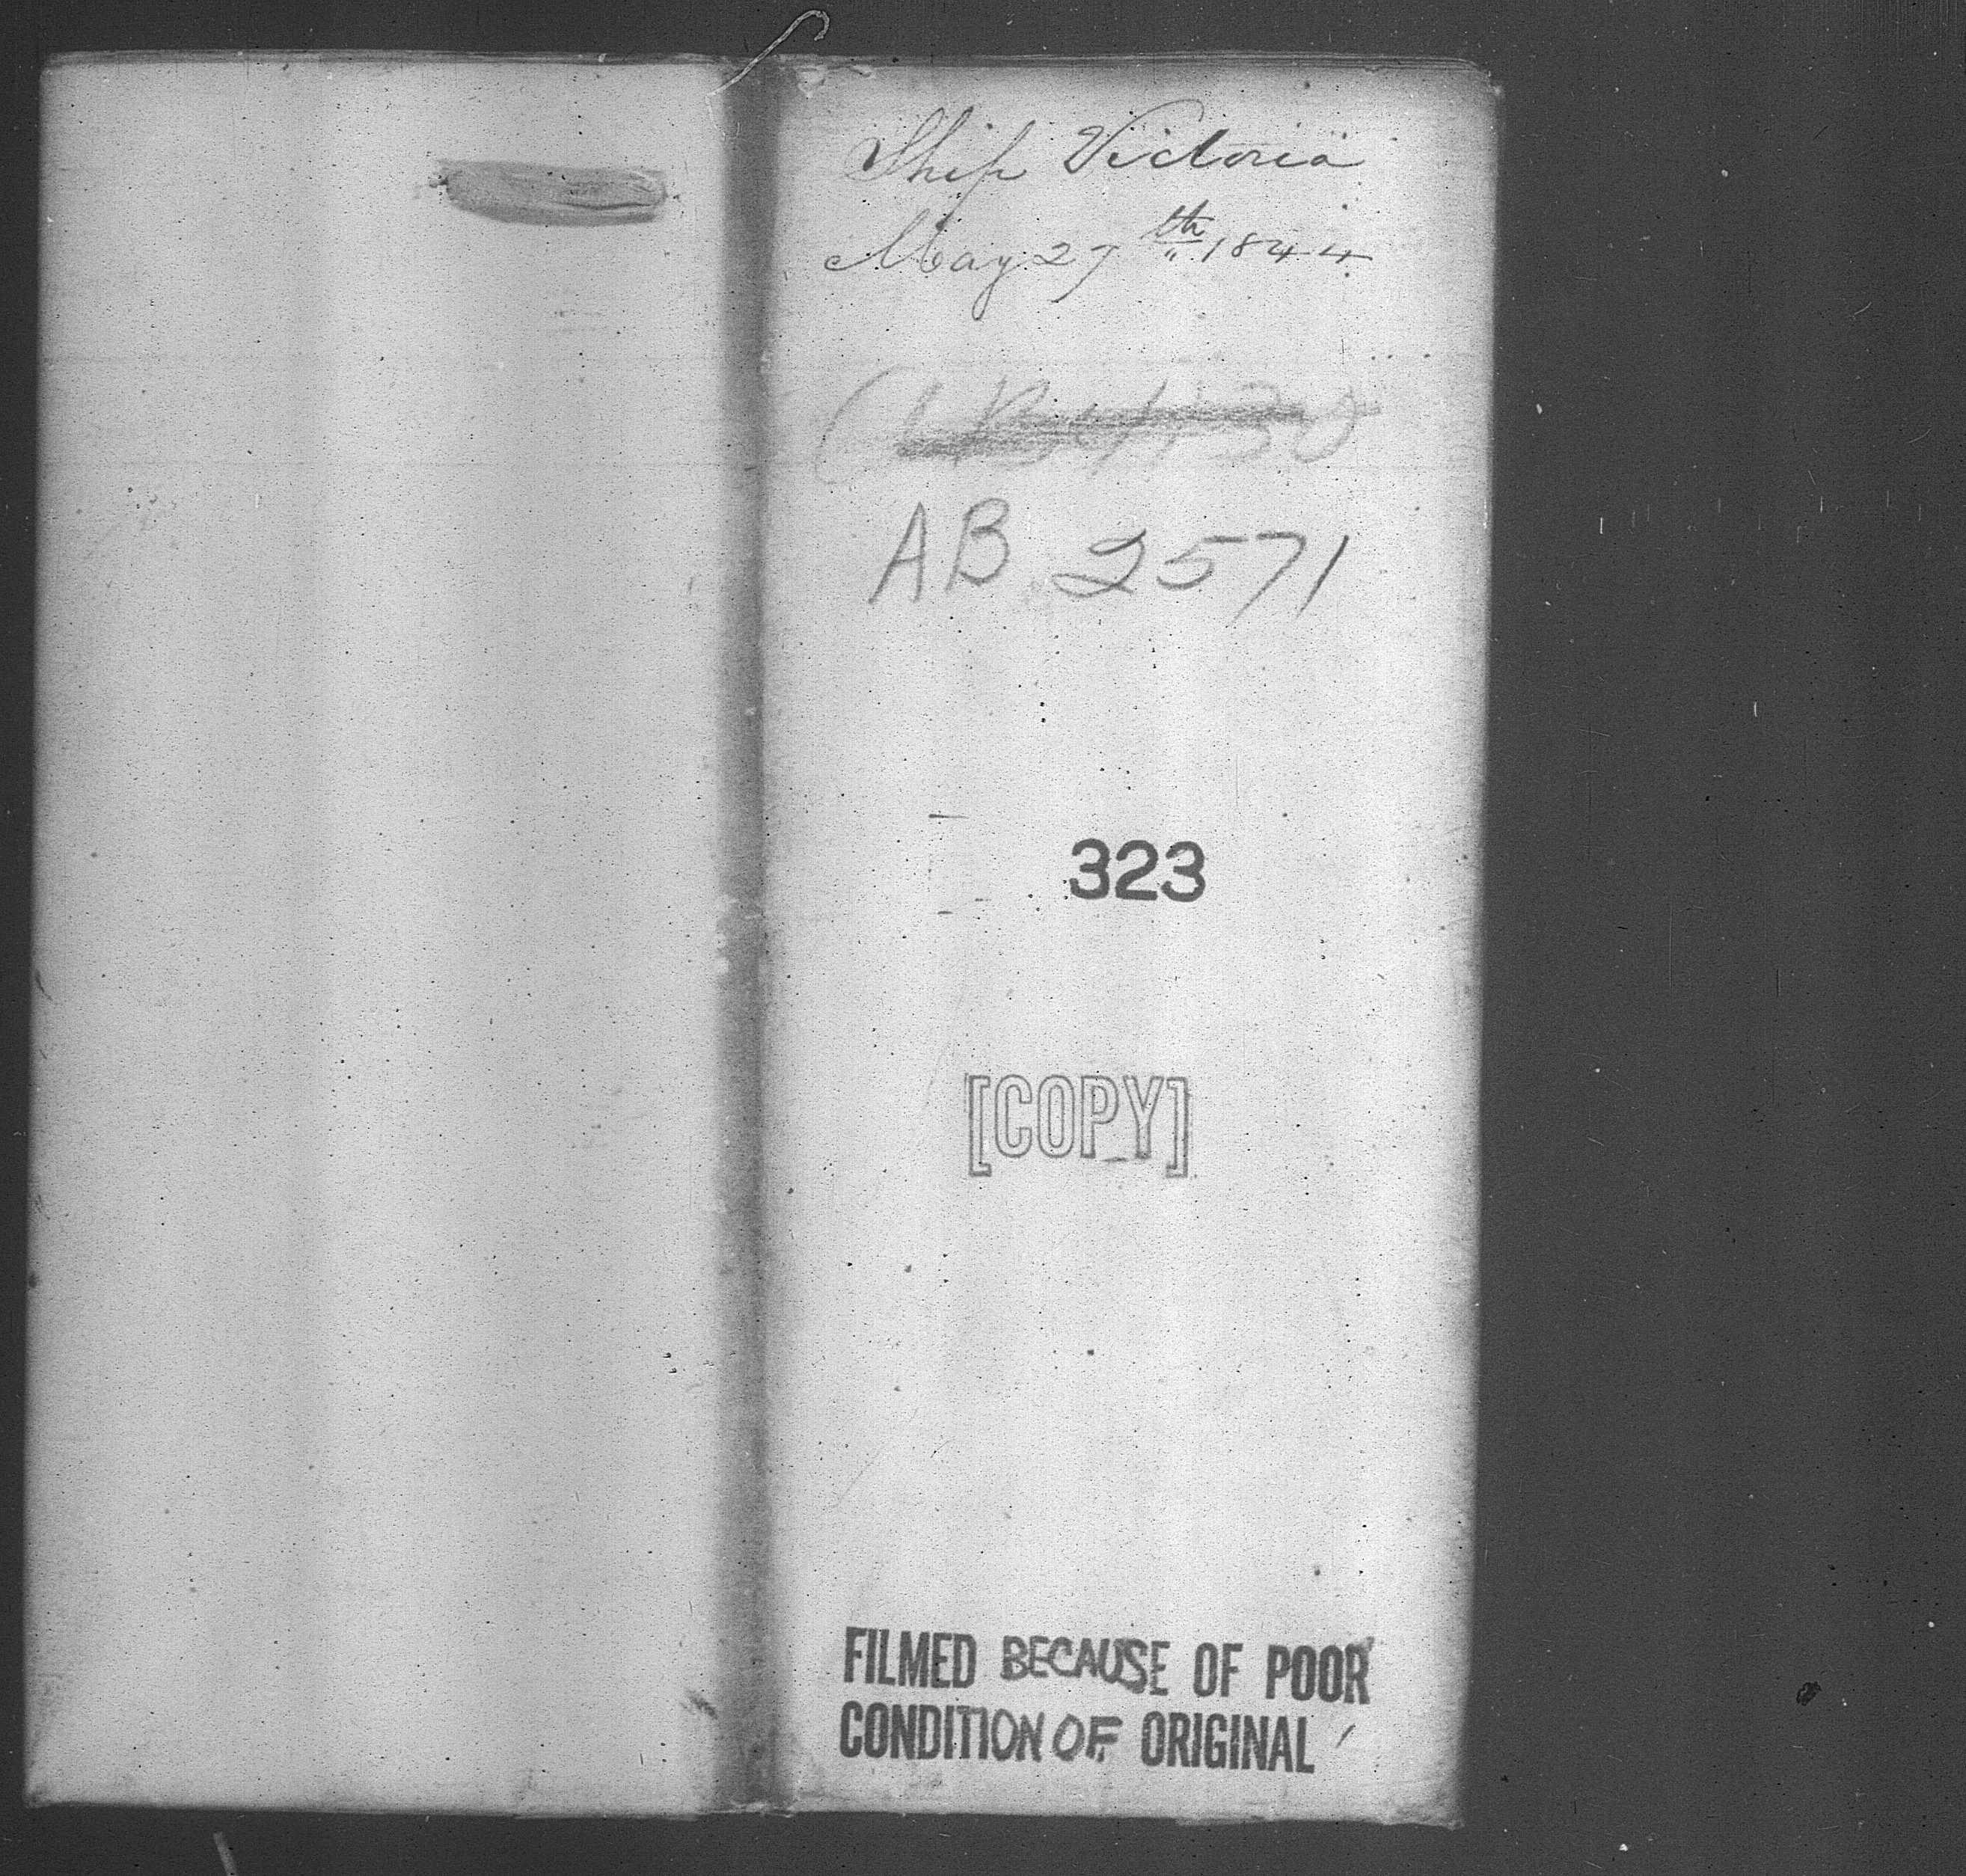 Ship Victoria
May 27th 1844
AB 2571
323
[COPY]
FILMED BECAUSE OF POOR
CONDITION OF ORIGINAL